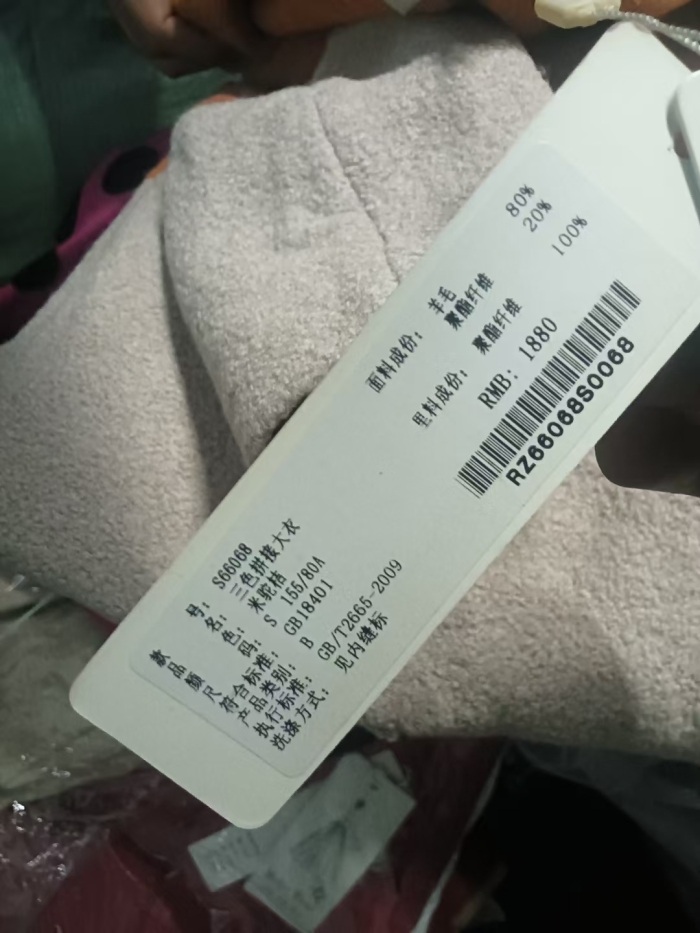 款 号： S66068
品 名： 三色拼接大衣
颜 色： 米驼桔
尺 码： S 155/80A
符合标准： GB18401
产品类别： B
执行标准： GB/T2665-2009
洗涤方式： 见内缝标
面料成份： 羊毛 80%
聚酯纤维 20%
里料成份： 聚酯纤维 100%
RMB: 1880
RZ66068S0068